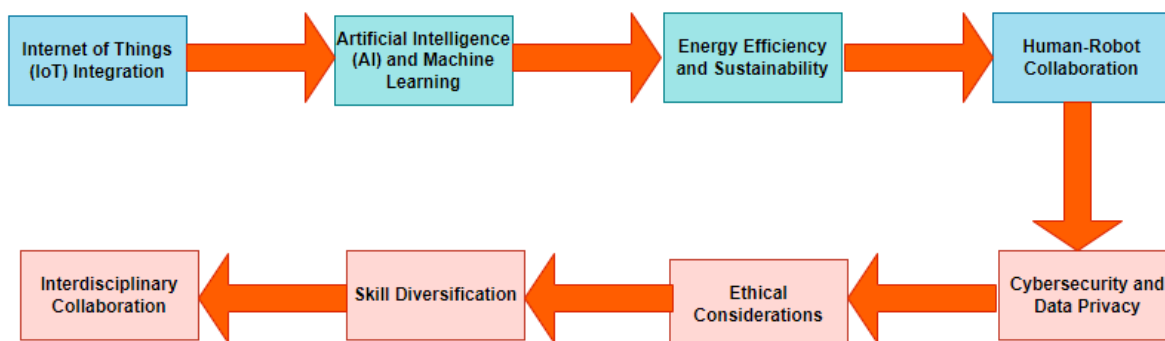 Internet of Things
(IoT) Integration
Artificial Intelligence
(AI) and Machine
Learning
Energy Efficiency
and Sustainability
Human-Robot
Collaboration
Cybersecurity and
Data Privacy
Ethical
Considerations
Skill Diversification
Interdisciplinary
Collaboration